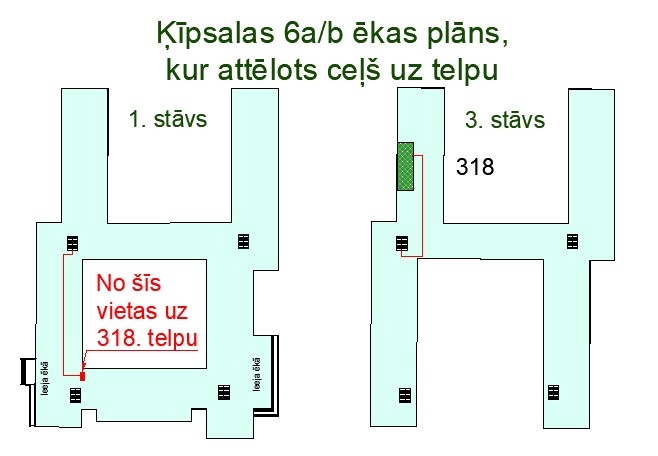 Ķīpsalas 6a/b ēkas plāns,
kur attēlots ceļš uz telpu
1. stāvs
3. stāvs
318
No šīs
vietas uz
318. telpu
Ieeja ēkā
Ieeja ēkā